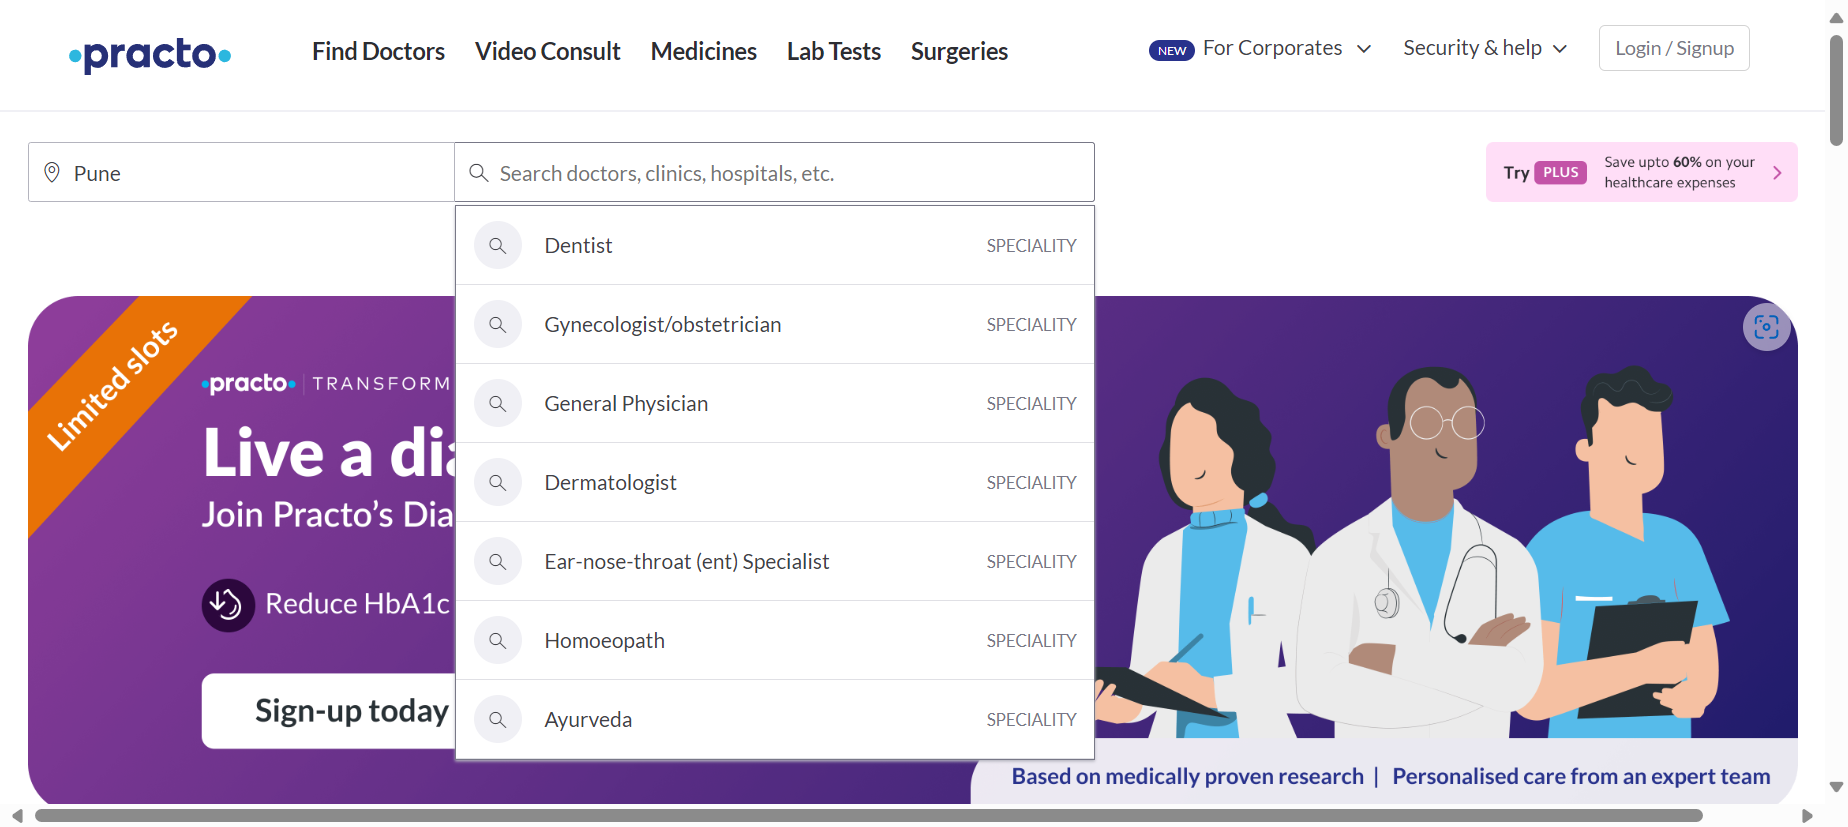 practo
Find Doctors
Video Consult
Medicines
Lab Tests
Surgeries
NEW For Corporates
Security & help
Login / Signup
Pune
Search doctors, clinics, hospitals, etc.
Try PLUS
Save upto 60% on your
healthcare expenses
Dentist SPECIALITY
Gynecologist/obstetrician SPECIALITY
General Physician SPECIALITY
Dermatologist SPECIALITY
Ear-nose-throat (ent) Specialist SPECIALITY
Homoeopath SPECIALITY
Ayurveda SPECIALITY
Limited slots
practo | TRANSFORM
Live a
Join Practo’s
Reduce HbA1c
Sign-up today
Based on medically proven research | Personalised care from an expert team